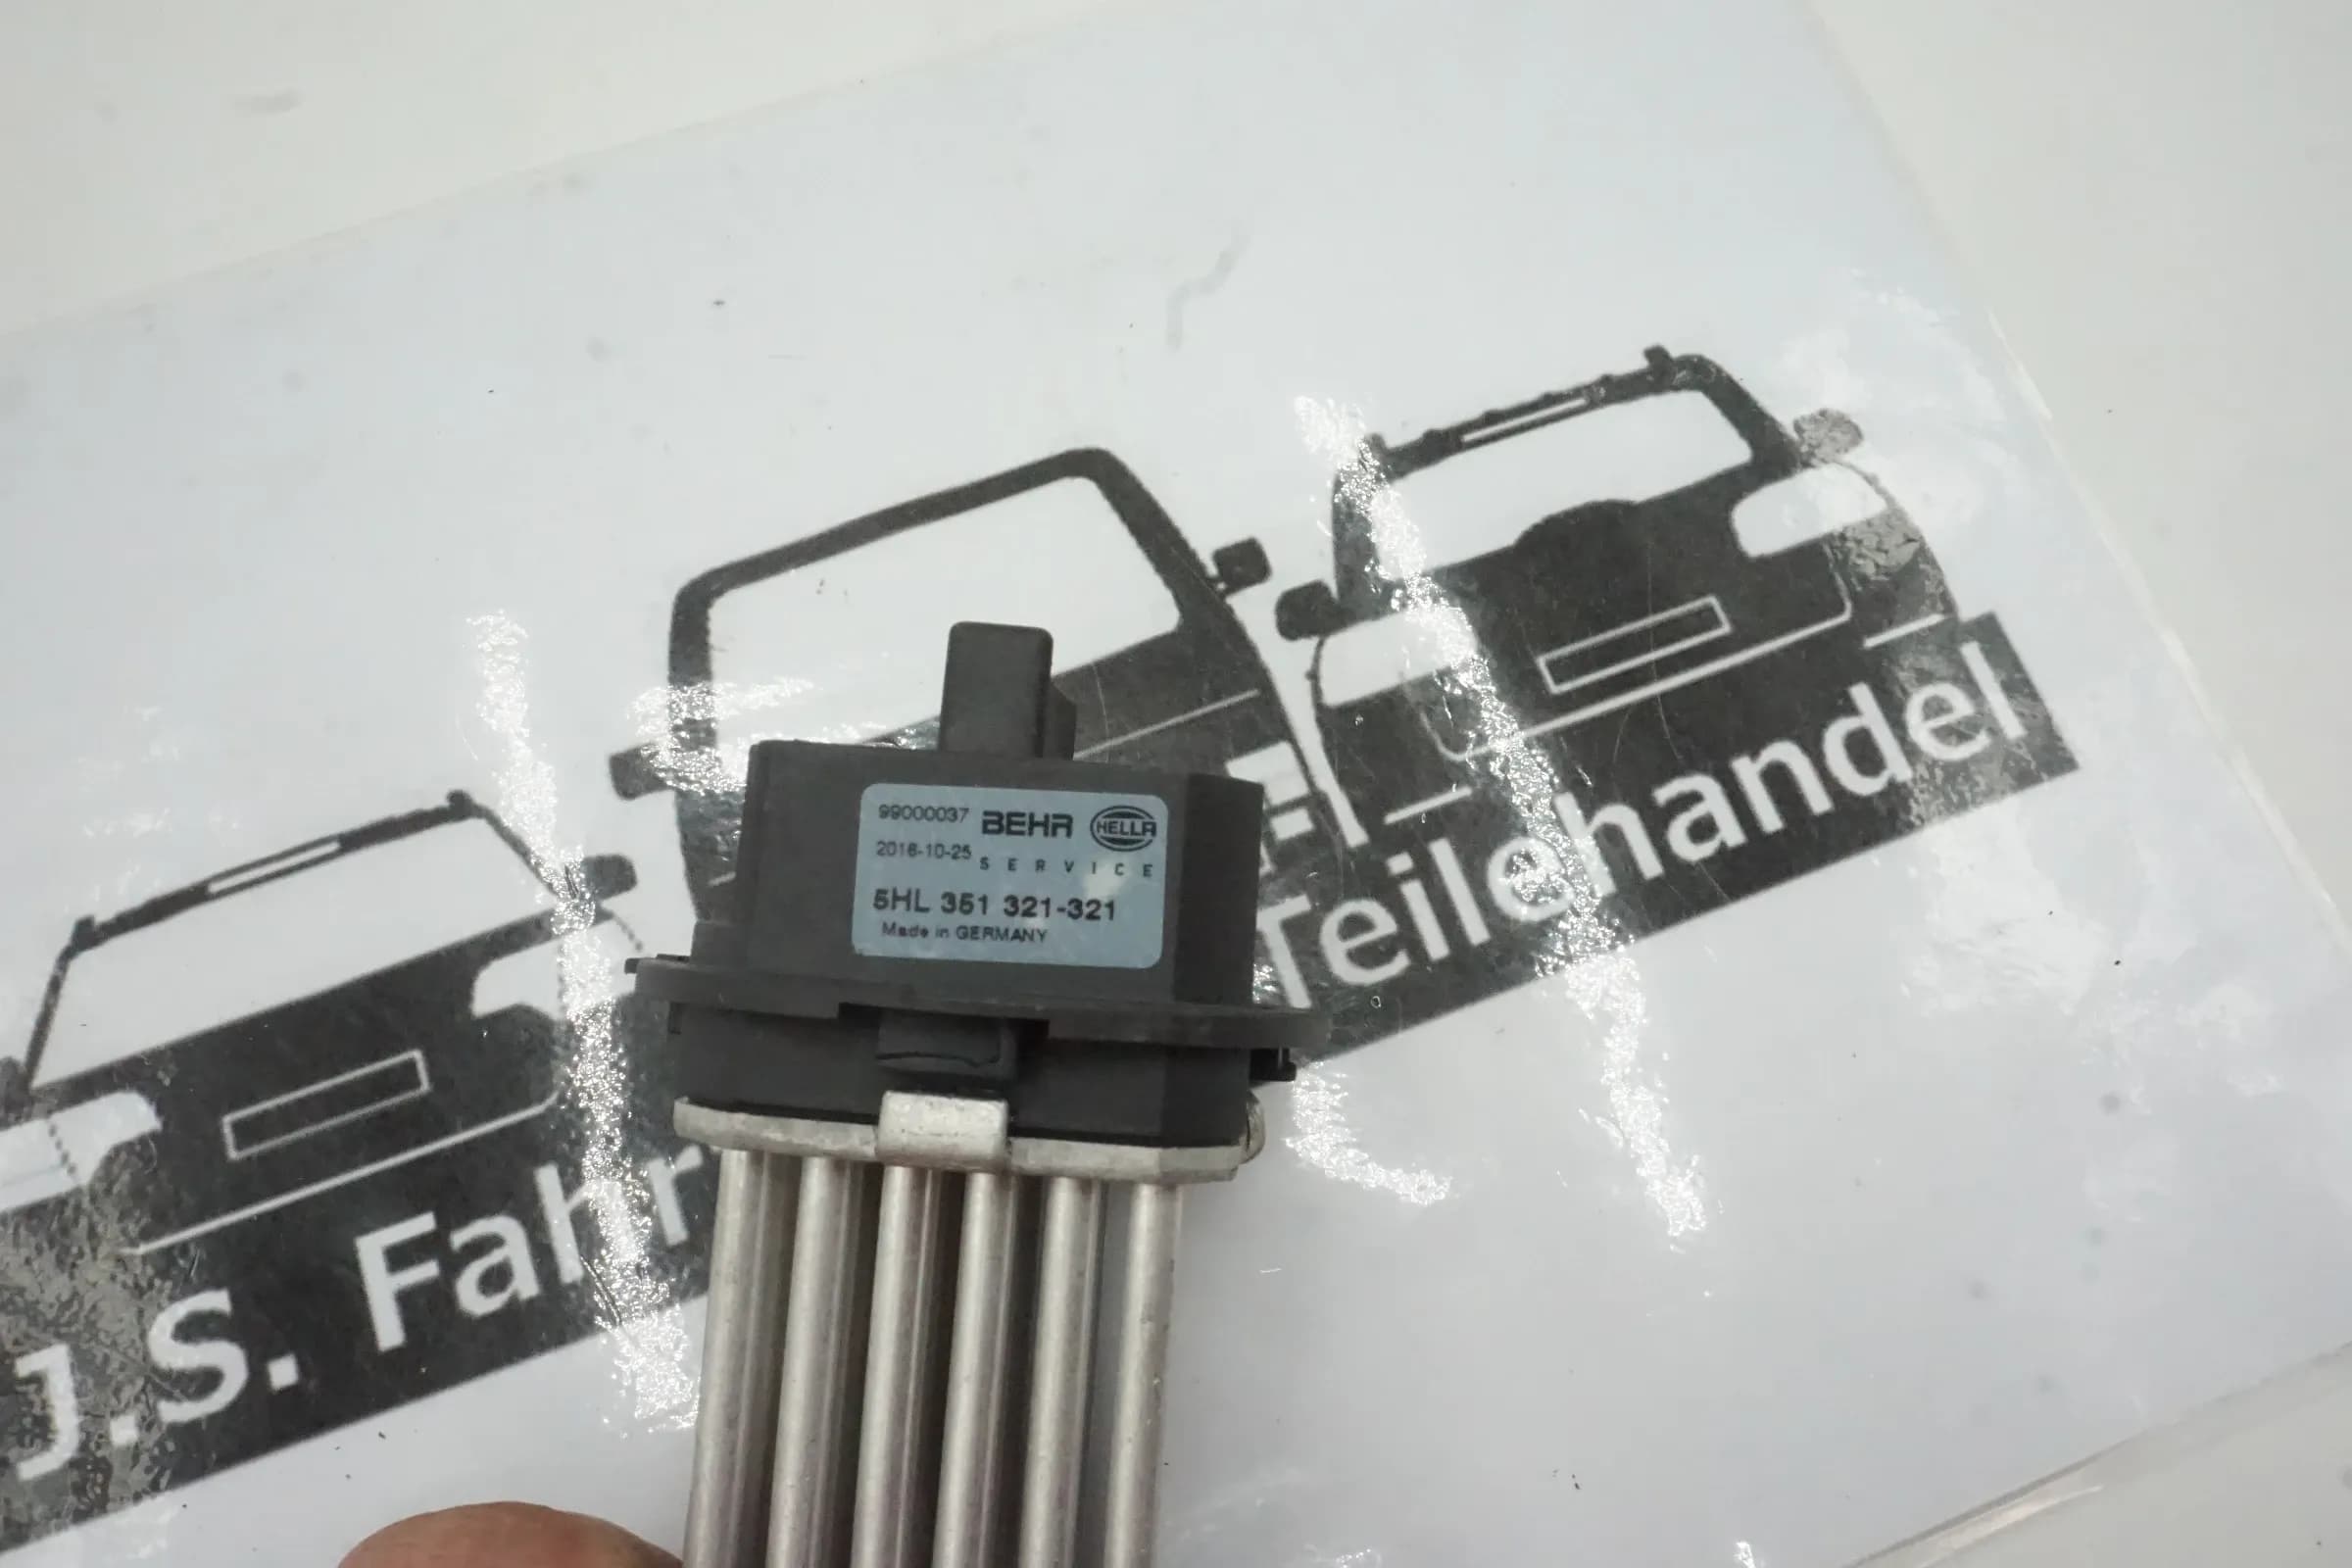 99000037 BEHR HELLA
2016-10-25 SERVICE
5HL 351 321-321
Made in GERMANY
J.S. Fahr
Teilehandel